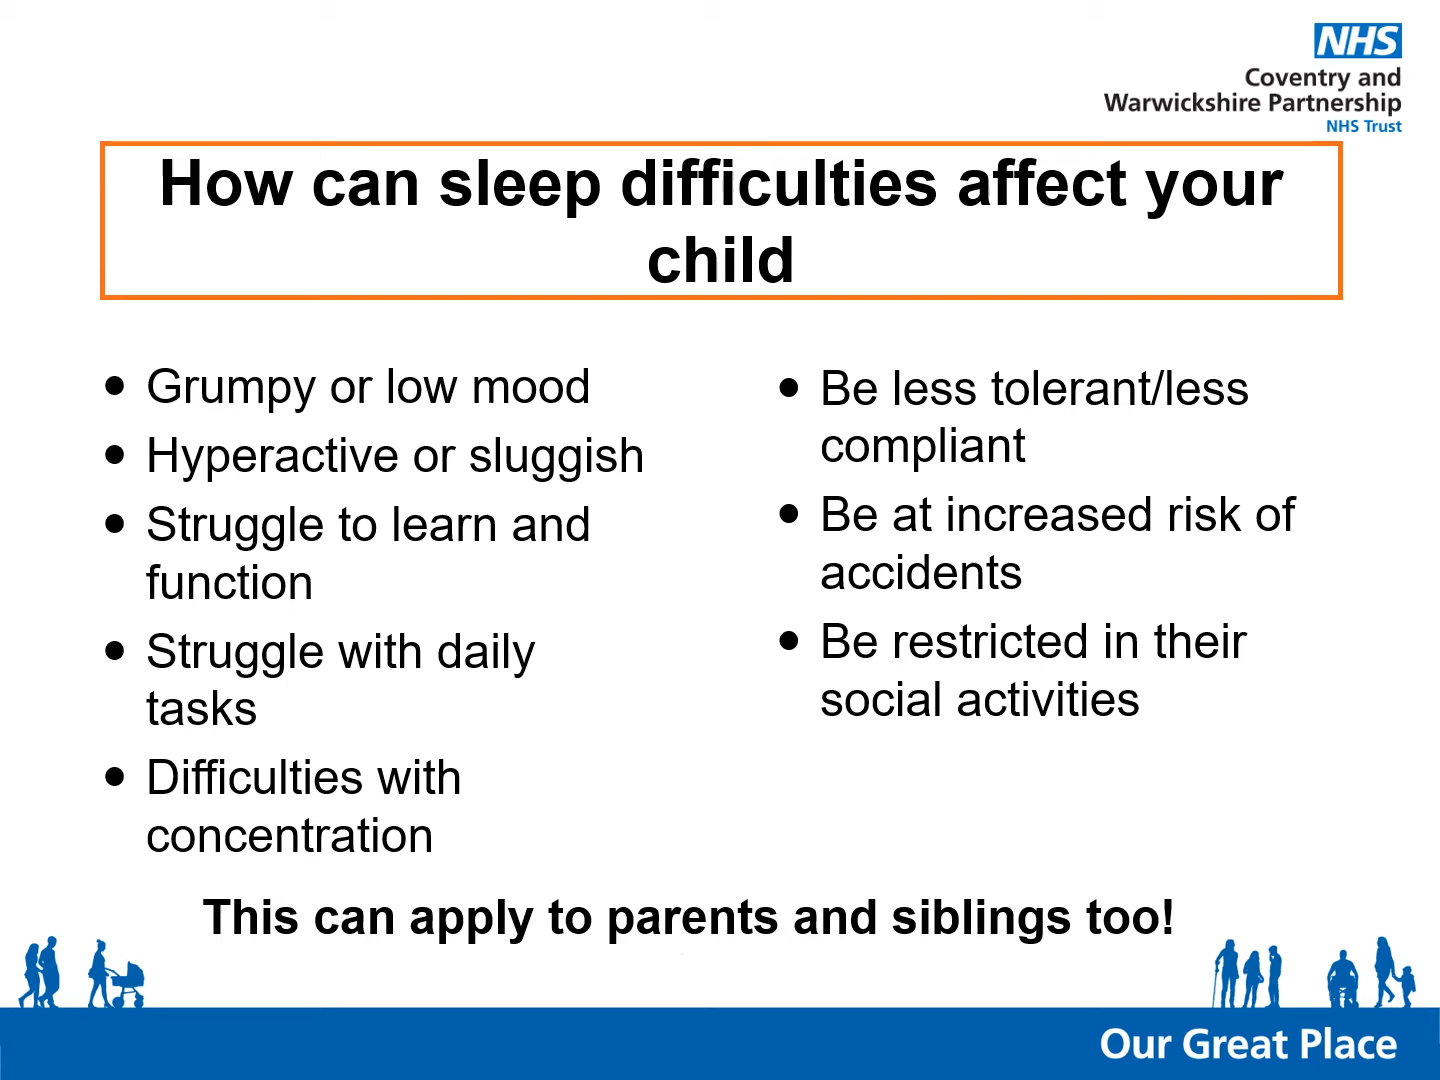 NHS
Coventry and
Warwickshire Partnership
NHS Trust
How can sleep difficulties affect your
child
• Grumpy or low mood
• Hyperactive or sluggish
• Struggle to learn and
function
• Struggle with daily
tasks
• Difficulties with
concentration
• Be less tolerant/less
compliant
• Be at increased risk of
accidents
• Be restricted in their
social activities
This can apply to parents and siblings too!
Our Great Place